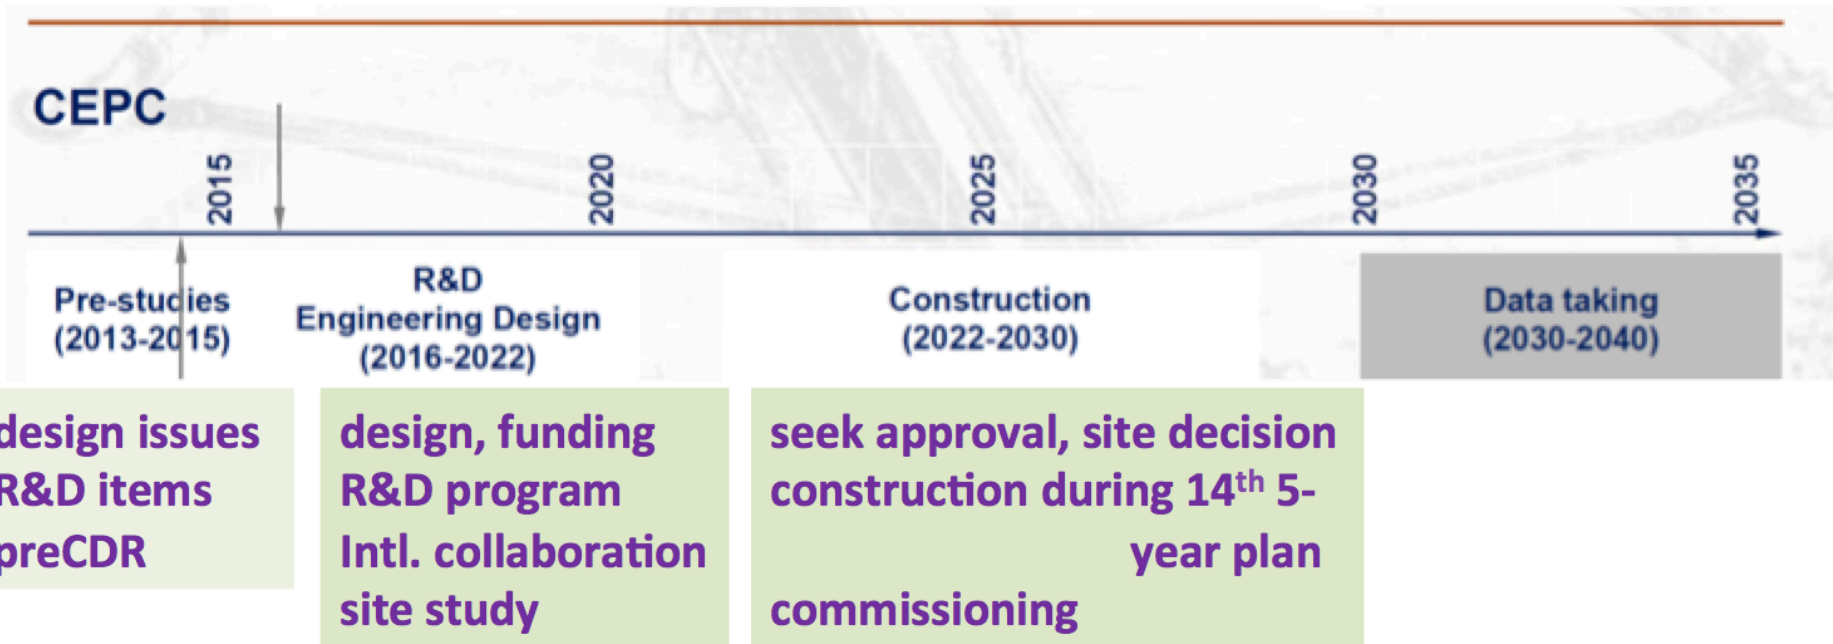 CEPC
2015
2020
2025
2030
2035
Pre-studies
(2013-2015)
R&D
Engineering Design
(2016-2022)
Construction
(2022-2030)
Data taking
(2030-2040)
design issues
R&D items
preCDR
design, funding
R&D program
Intl. collaboration
site study
seek approval, site decision
construction during 14th 5-
year plan
commissioning